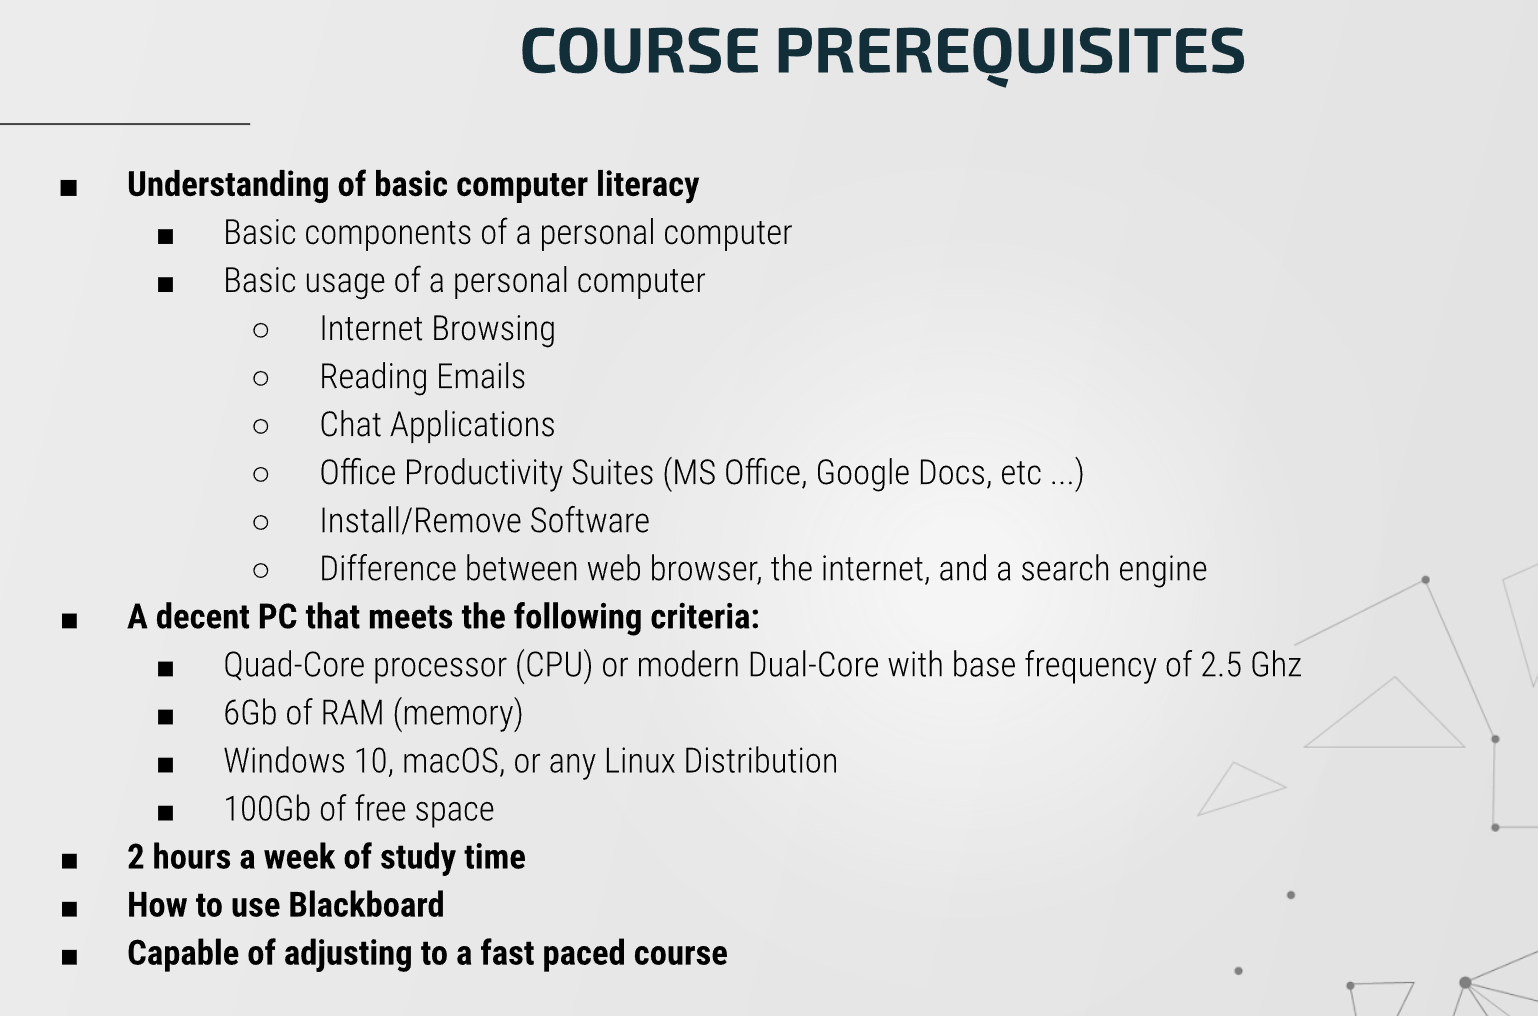 COURSE PREREQUISITES
■ Understanding of basic computer literacy
■ Basic components of a personal computer
■ Basic usage of a personal computer
○ Internet Browsing
○ Reading Emails
○ Chat Applications
○ Office Productivity Suites (MS Office, Google Docs, etc ...)
○ Install/Remove Software
○ Difference between web browser, the internet, and a search engine
■ A decent PC that meets the following criteria:
■ Quad-Core processor (CPU) or modern Dual-Core with base frequency of 2.5 Ghz
■ 6Gb of RAM (memory)
■ Windows 10, macOS, or any Linux Distribution
■ 100Gb of free space
■ 2 hours a week of study time
■ How to use Blackboard
■ Capable of adjusting to a fast paced course